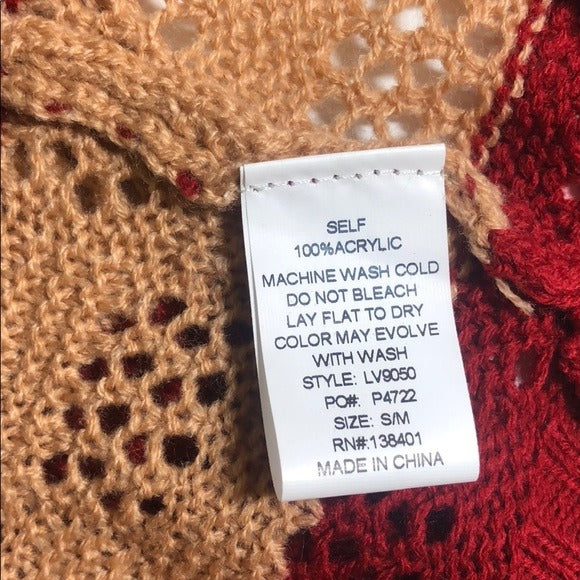 SELF
100%ACRYLIC
MACHINE WASH COLD
DO NOT BLEACH
LAY FLAT TO DRY
COLOR MAY EVOLVE
WITH WASH
STYLE: LV9050
PO#: P4722
SIZE: S/M
RN#:138401
MADE IN CHINA